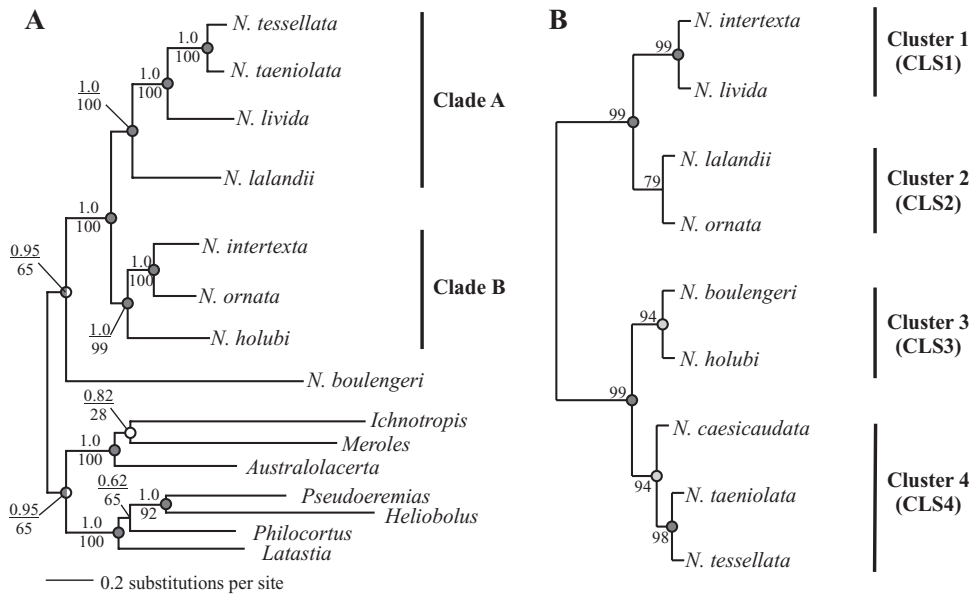 A
N. tessellata
1.0
100
N. taeniolata
1.0
100
1.0
100
N. livida
Clade A
N. lalandii
1.0
100
0.95
65
N. intertexta
1.0
100
N. ornata
Clade B
1.0
99
N. holubi
N. boulengeri
0.82
28
Ichnotropis
1.0
100
Meroles
Australolacerta
0.62
65
1.0
92
Pseudoeremias
Heliobolus
0.95
65
1.0
100
Philocortus
Latastia
0.2 substitutions per site
B
N. intertexta
99
N. livida
Cluster 1
(CLS1)
99
N. lalandii
79
N. ornata
Cluster 2
(CLS2)
N. boulengeri
94
N. holubi
Cluster 3
(CLS3)
99
N. caesicaudata
94
N. taeniolata
98
N. tessellata
Cluster 4
(CLS4)